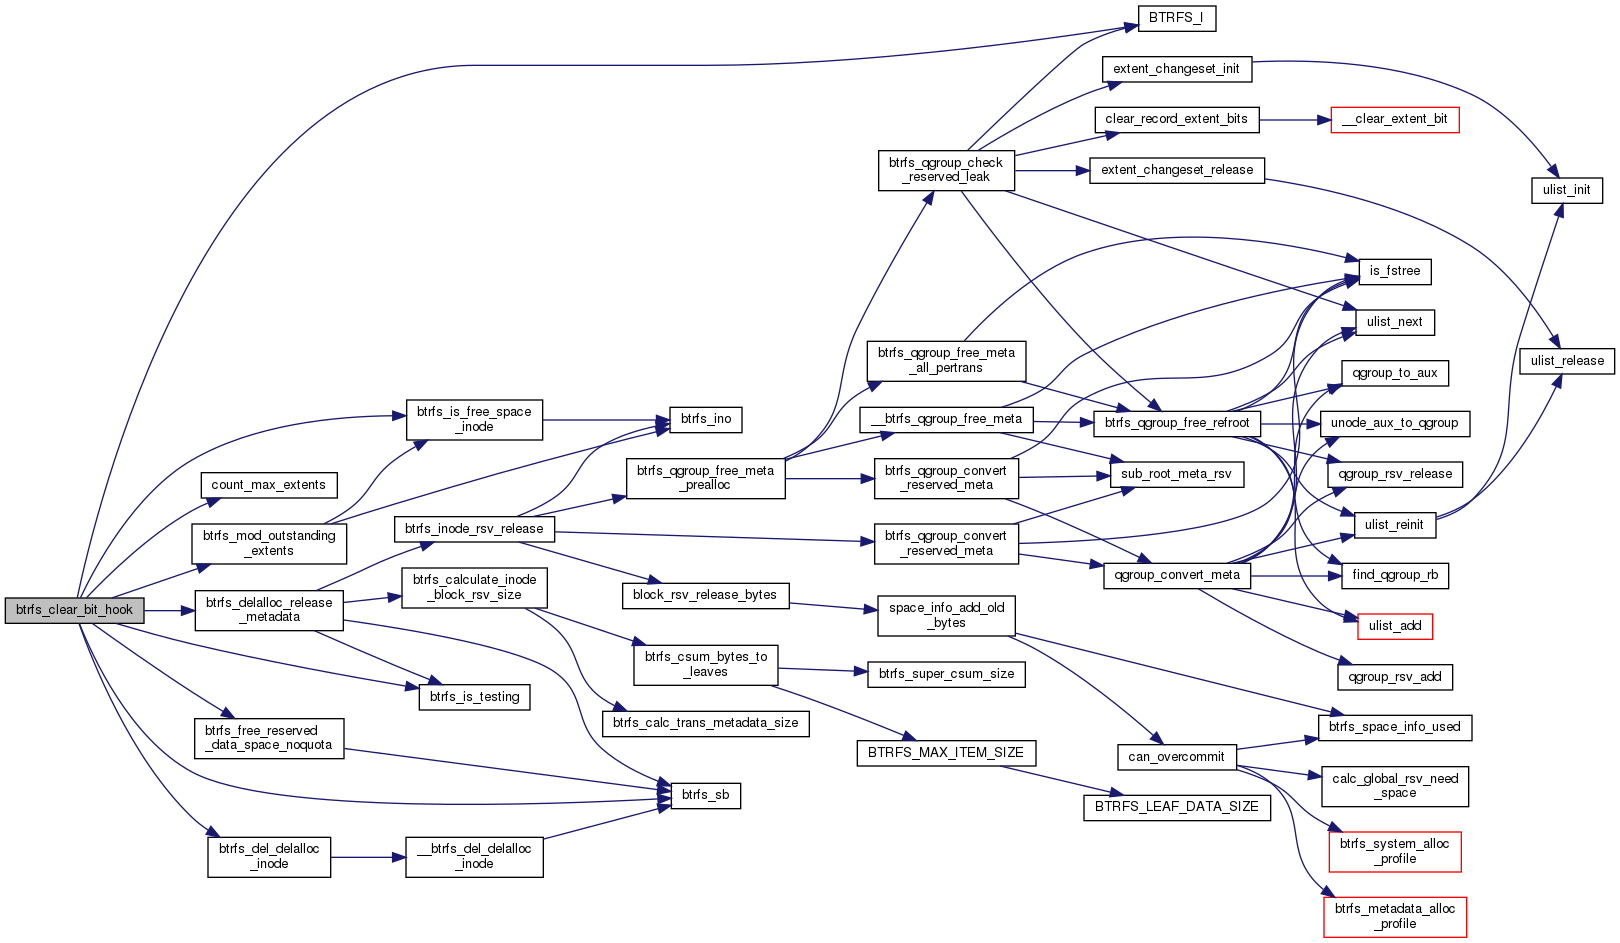 BTRFS_I
extent_changeset_init
clear_record_extent_bits
__clear_extent_bit
btrfs_qgroup_check
_reserved_leak
extent_changeset_release
ulist_init
is_fstree
ulist_next
btrfs_qgroup_free_meta
_all_pertrans
ulist_release
qgroup_to_aux
btrfs_is_free_space
_inode
btrfs_ino
__btrfs_qgroup_free_meta
btrfs_qgroup_free_refroot
unode_aux_to_qgroup
count_max_extents
btrfs_qgroup_free_meta
_prealloc
btrfs_qgroup_convert
_reserved_meta
sub_root_meta_rsv
qgroup_rsv_release
btrfs_mod_outstanding
_extents
btrfs_inode_rsv_release
btrfs_qgroup_convert
_reserved_meta
ulist_reinit
btrfs_clear_bit_hook
btrfs_delalloc_release
_metadata
btrfs_calculate_inode
_block_rsv_size
block_rsv_release_bytes
qgroup_convert_meta
find_qgroup_rb
space_info_add_old
_bytes
ulist_add
btrfs_csum_bytes_to
_leaves
btrfs_super_csum_size
qgroup_rsv_add
btrfs_is_testing
btrfs_free_reserved
_data_space_noquota
btrfs_calc_trans_metadata_size
btrfs_space_info_used
BTRFS_MAX_ITEM_SIZE
can_overcommit
btrfs_sb
calc_global_rsv_need
_space
BTRFS_LEAF_DATA_SIZE
btrfs_del_delalloc
_inode
__btrfs_del_delalloc
_inode
btrfs_system_alloc
_profile
btrfs_metadata_alloc
_profile